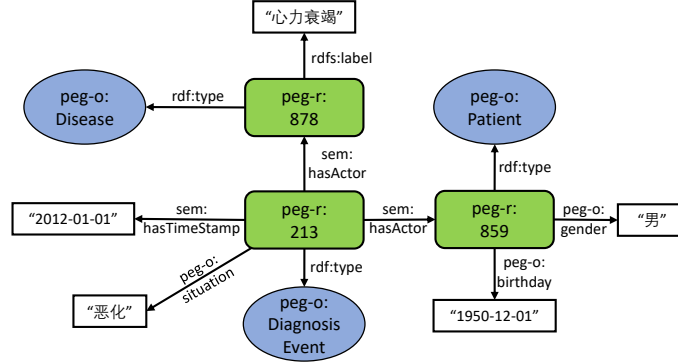 “心力衰竭”
rdfs:label
peg-o:
Disease
rdf:type
peg-r:
878
peg-o:
Patient
sem:
hasActor
rdf:type
“2012-01-01”
sem:
hasTimeStamp
peg-r:
213
sem:
hasActor
peg-r:
859
peg-o:
gender
“男”
peg-o:
situation
rdf:type
peg-o:
birthday
“恶化”
peg-o:
Diagnosis
Event
“1950-12-01”